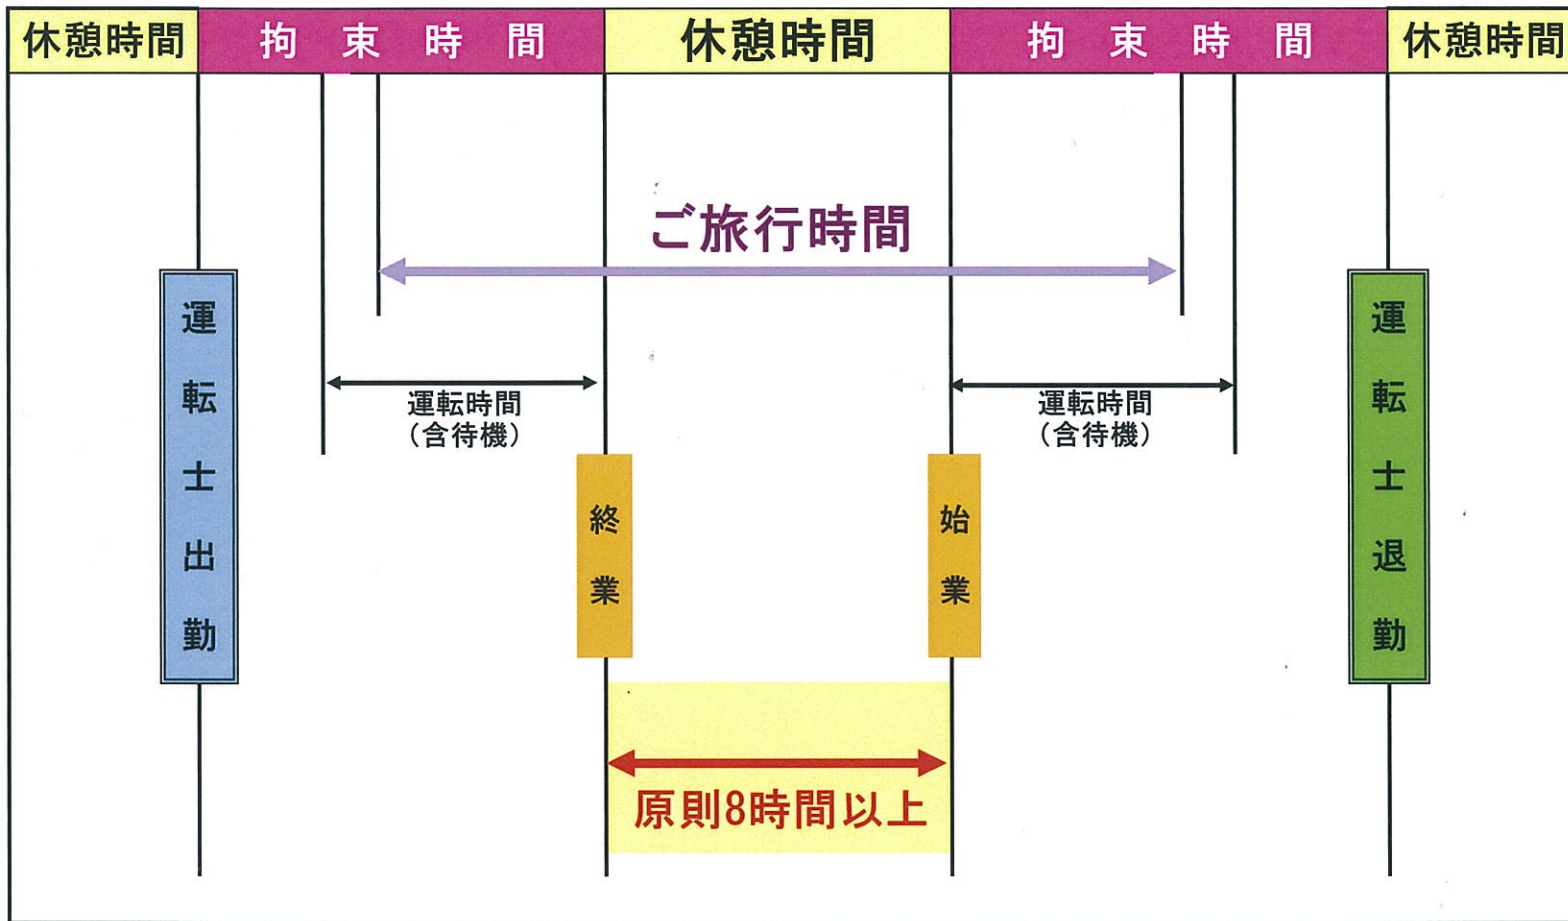 休憩時間
拘束時間
休憩時間
拘束時間
休憩時間
ご旅行時間
運転時間
(含待機)
運転時間
(含待機)
運転士出勤
終業
始業
運転士退勤
原則8時間以上